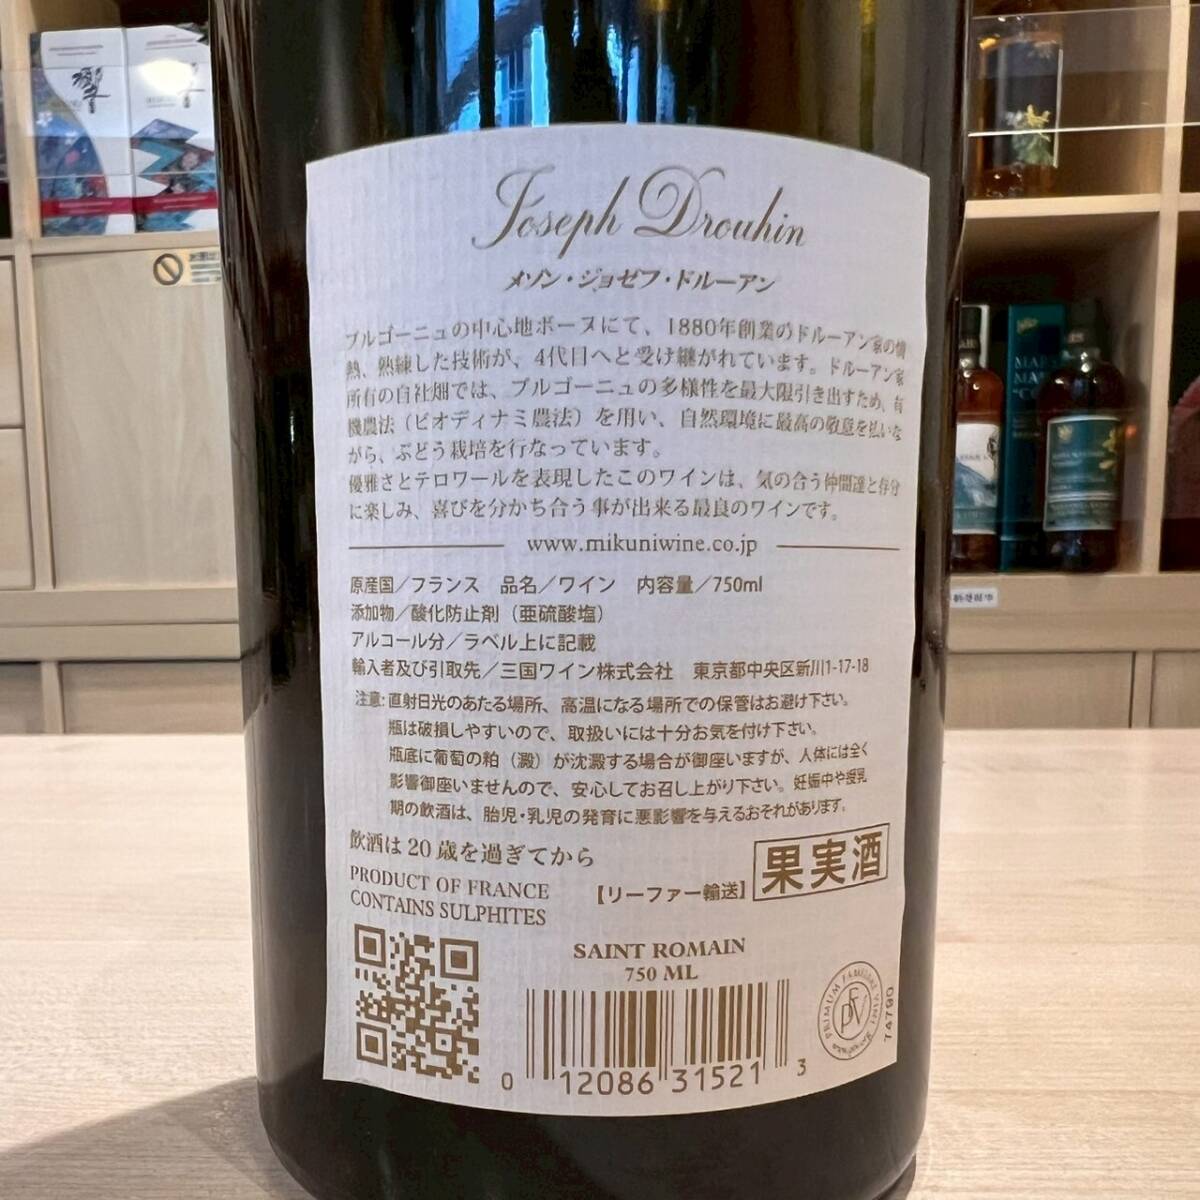 Joseph Drouhin
メゾン・ジョゼフ・ドルーアン
ブルゴーニュの中心地ボーヌにて、1880年創業のドルーアン家の情
熱、熟練した技術が、4代目へと受け継がれています。ドルーアン家
所有の自社畑では、ブルゴーニュの多様性を最大限引き出すため、有
機農法（ビオディナミ農法）を用い、自然環境に最高の敬意を払いな
がら、ぶどう栽培を行なっています。
優雅さとテロワールを表現したこのワインは、気の合う仲間達と存分
に楽しみ、喜びを分かち合う事が出来る最良のワインです。
www.mikuniwine.co.jp
原産国／フランス　品名／ワイン　内容量／750ml
添加物／酸化防止剤（亜硫酸塩）
アルコール分／ラベル上に記載
輸入者及び引取先／三国ワイン株式会社　東京都中央区新川1-17-18
注意: 直射日光のあたる場所、高温になる場所での保管はお避け下さい。
瓶は破損しやすいので、取扱いには十分お気を付け下さい。
瓶底に葡萄の粕（澱）が沈澱する場合が御座いますが、人体には全く
影響御座いませんので、安心してお召し上がり下さい。妊娠中や授乳
期の飲酒は、胎児・乳児の発育に悪影響を与えるおそれがあります。
飲酒は20歳を過ぎてから
PRODUCT OF FRANCE
CONTAINS SULPHITES
【リーファー輸送】
果実酒
SAINT ROMAIN
750 ML
0 12086 31521 3
PRIMUM FAMILIAE VINI
PFV
74790
響